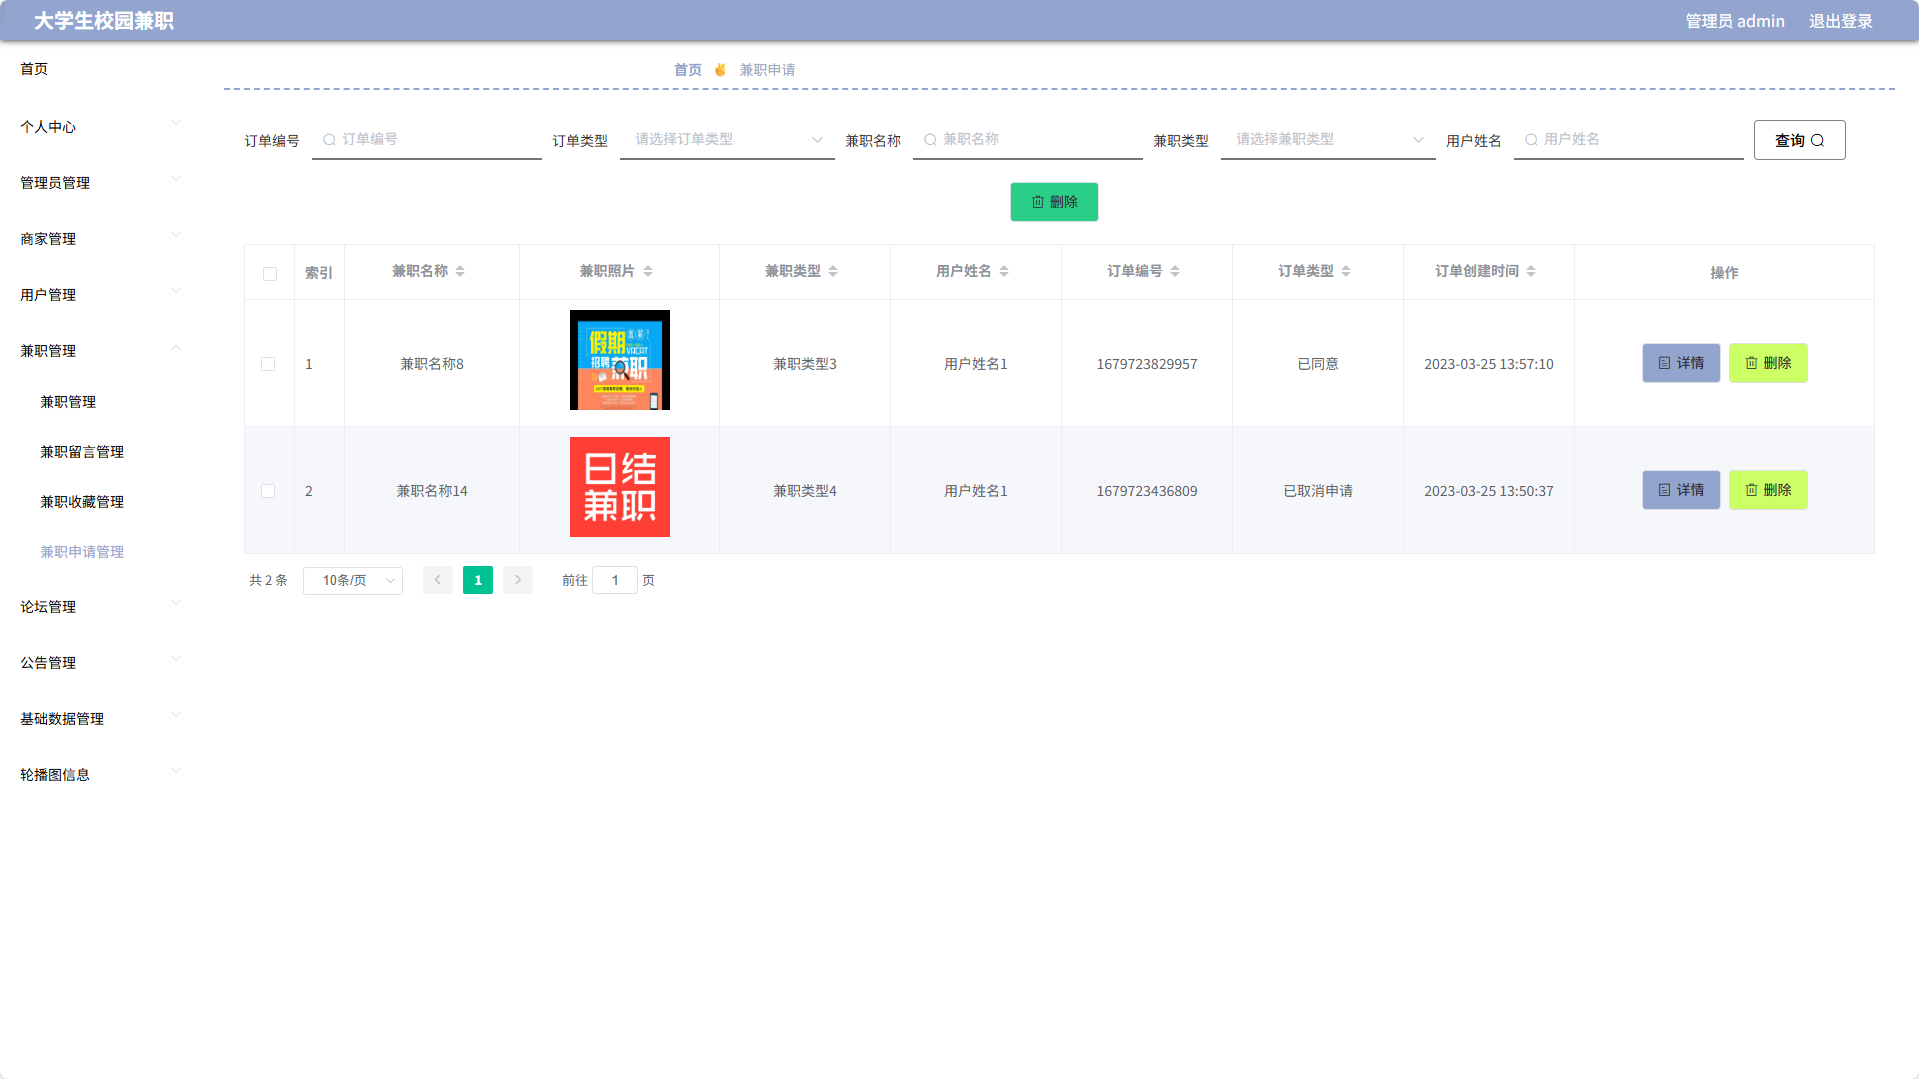 大学生校园兼职
管理员 admin 退出登录
首页
个人中心
管理员管理
商家管理
用户管理
兼职管理
兼职管理
兼职留言管理
兼职收藏管理
兼职申请管理
论坛管理
公告管理
基础数据管理
轮播图信息
首页 兼职申请
订单编号 订单编号 订单类型 请选择订单类型 兼职名称 兼职名称 兼职类型 请选择兼职类型 用户姓名 用户姓名 查询
删除
索引 兼职名称 兼职照片 兼职类型 用户姓名 订单编号 订单类型 订单创建时间 操作
假期
VACAT
招聘兼职
1 兼职名称8 兼职类型3 用户姓名1 1679723829957 已同意 2023-03-25 13:57:10 详情 删除
日结
兼职
2 兼职名称14 兼职类型4 用户姓名1 1679723436809 已取消申请 2023-03-25 13:50:37 详情 删除
共 2 条 10条/页 1 前往 1 页